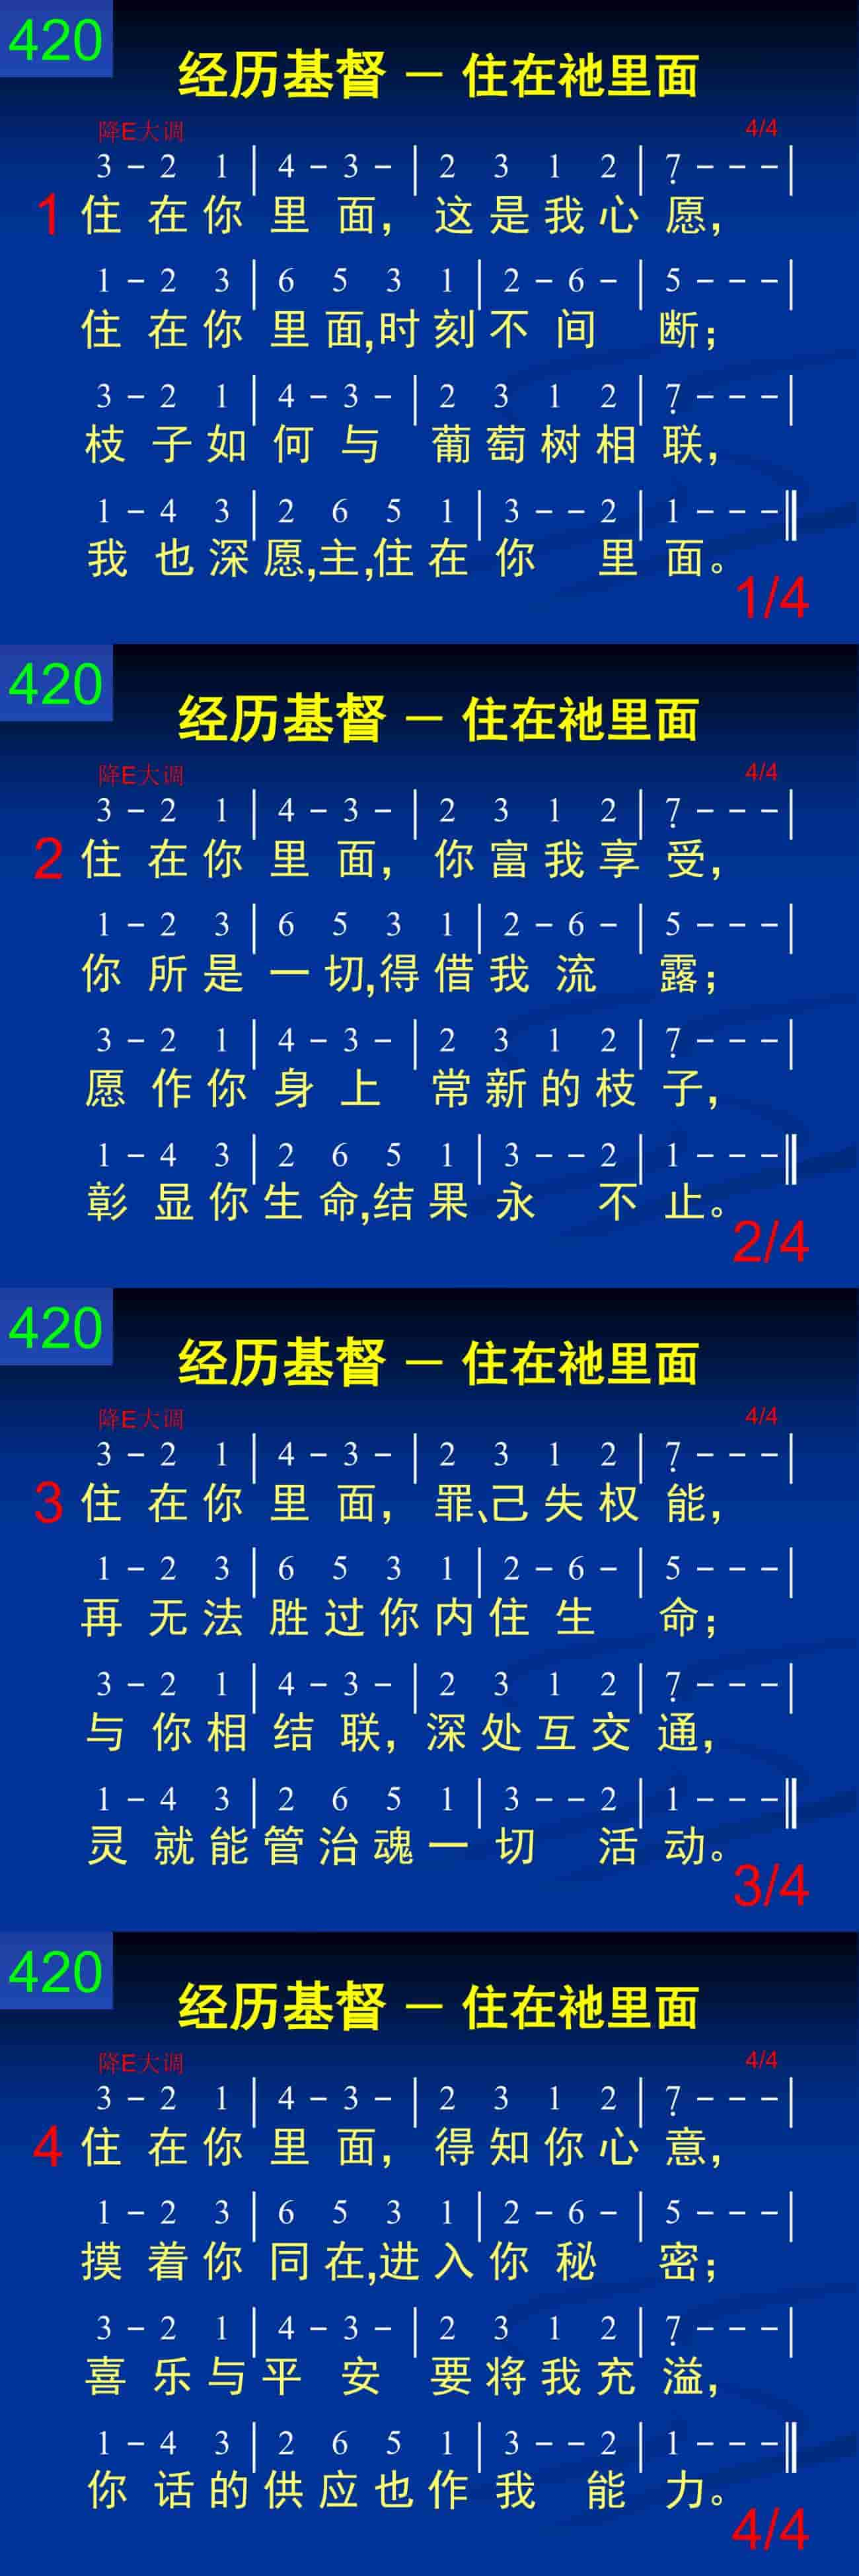 420
经历基督 － 住在祂里面
降E大调 4/4
3 - 2 1 | 4 - 3 - | 2 3 1 2 | 7̣ - - - |
1 住在你里面，这是我心愿，
1 - 2 3 | 6 5 3 1 | 2 - 6 - | 5 - - - |
住在你里面,时刻不间断；
3 - 2 1 | 4 - 3 - | 2 3 1 2 | 7̣ - - - |
枝子如何与葡萄树相联，
1 - 4 3 | 2 6 5 1 | 3 - - 2 | 1 - - - ‖
我也深愿,主,住在你里面。
1/4
420
经历基督 － 住在祂里面
降E大调 4/4
3 - 2 1 | 4 - 3 - | 2 3 1 2 | 7̣ - - - |
2 住在你里面，你富我享受，
1 - 2 3 | 6 5 3 1 | 2 - 6 - | 5 - - - |
你所是一切,得借我流露；
3 - 2 1 | 4 - 3 - | 2 3 1 2 | 7̣ - - - |
愿作你身上常新的枝子，
1 - 4 3 | 2 6 5 1 | 3 - - 2 | 1 - - - ‖
彰显你生命,结果永不止。
2/4
420
经历基督 － 住在祂里面
降E大调 4/4
3 - 2 1 | 4 - 3 - | 2 3 1 2 | 7̣ - - - |
3 住在你里面，罪、己失权能，
1 - 2 3 | 6 5 3 1 | 2 - 6 - | 5 - - - |
再无法胜过你内住生命；
3 - 2 1 | 4 - 3 - | 2 3 1 2 | 7̣ - - - |
与你相结联，深处互交通，
1 - 4 3 | 2 6 5 1 | 3 - - 2 | 1 - - - ‖
灵就能管治魂一切活动。
3/4
420
经历基督 － 住在祂里面
降E大调 4/4
3 - 2 1 | 4 - 3 - | 2 3 1 2 | 7̣ - - - |
4 住在你里面，得知你心意，
1 - 2 3 | 6 5 3 1 | 2 - 6 - | 5 - - - |
摸着你同在,进入你秘密；
3 - 2 1 | 4 - 3 - | 2 3 1 2 | 7̣ - - - |
喜乐与平安要将我充溢，
1 - 4 3 | 2 6 5 1 | 3 - - 2 | 1 - - - ‖
你话的供应也作我能力。
4/4